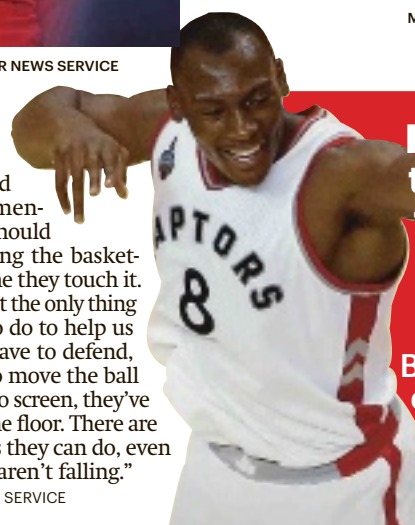 R NEWS SERVICE
M
d
men-
hould
ng the basket-
e they touch it.
t the only thing
o do to help us
ave to defend,
o move the ball
o screen, they've
e floor. There are
s they can do, even
aren't falling.”
SERVICE
APTORS
8
t
B